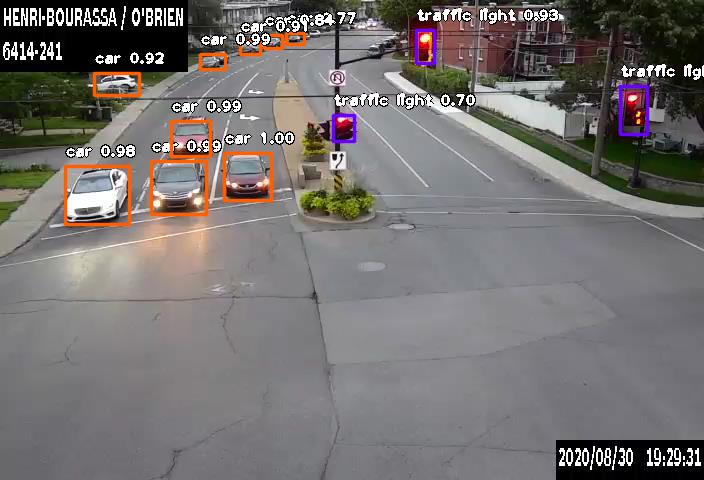 HENRI-BOURASSA / O'BRIEN
6414-241
traffic light 0.93
car 0.99
car 0.92
traffic ligh
traffic light 0.70
car 0.99
car 1.00
car 0.98
car 0.99
2020/08/30 19:29:31